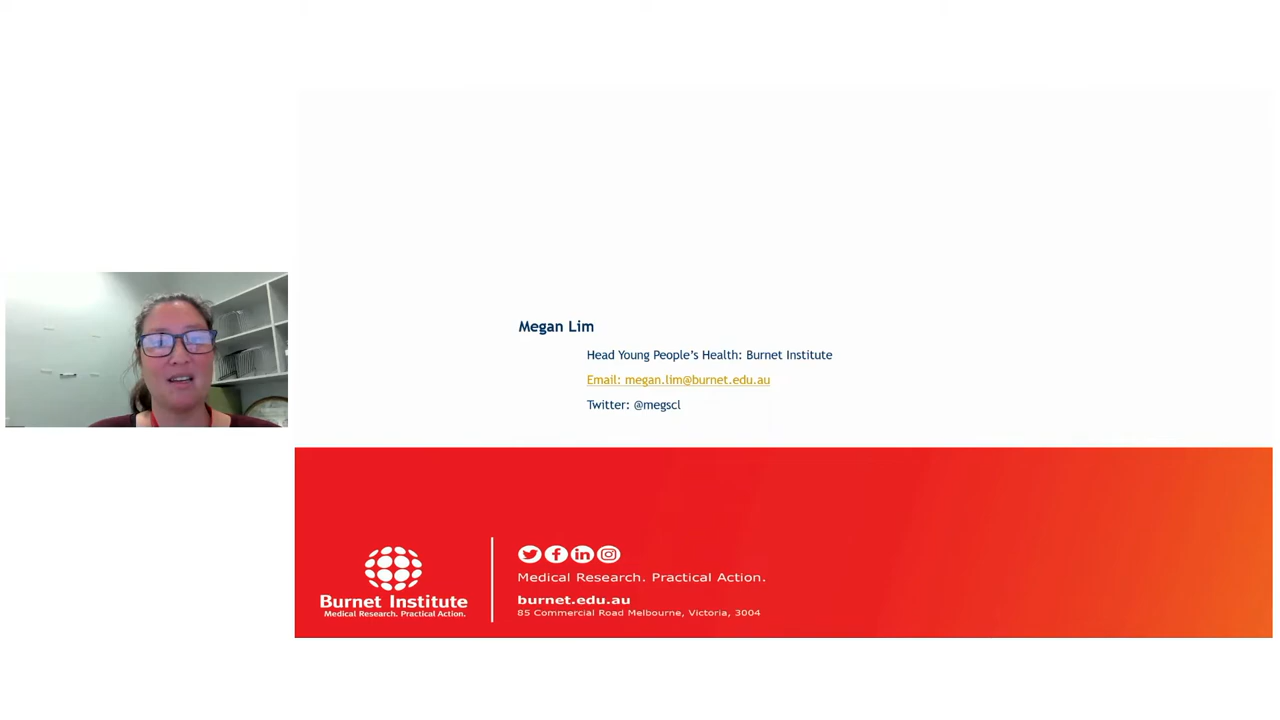 Megan Lim
Head Young People's Health: Burnet Institute
Email: megan.lim@burnet.edu.au
Twitter: @megscl
Burnet Institute
Medical Research. Practical Action.
Medical Research. Practical Action.
burnet.edu.au
85 Commercial Road Melbourne, Victoria, 3004